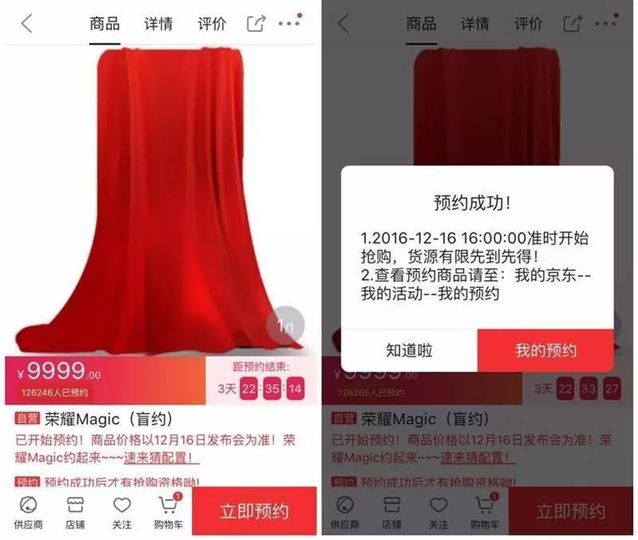 商品 详情 评价
1/1
¥9999.00
126246人已预约
距预约结束:
3天 22:35:14
自营 荣耀Magic（盲约）
已开始预约！商品价格以12月16日发布会为准！荣
耀Magic约起来~~~速来猜配置！
预约 预约成功后才有抢购资格呦!
供应商 店铺 关注 购物车 1
立即预约
商品 详情 评价
预约成功！
1.2016-12-16 16:00:00准时开始
抢购，货源有限先到先得！
2.查看预约商品请至：我的京东--
我的活动--我的预约
知道啦 我的预约
¥9999.00
126265人已预约
距预约结束:
3天 22:33:27
自营 荣耀Magic（盲约）
已开始预约！商品价格以12月16日发布会为准！荣
耀Magic约起来~~~速来猜配置！
预约 预约成功后才有抢购资格呦!
供应商 店铺 关注 购物车 1
立即预约